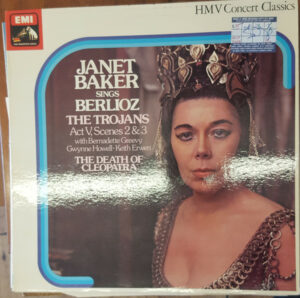 HMV Concert Classics
EMI
JANET
BAKER
SINGS
BERLIOZ
THE TROJANS
Act V, Scenes 2 & 3
with Bernadette Greevy
Gwynne Howell · Keith Erwen
THE DEATH OF
CLEOPATRA